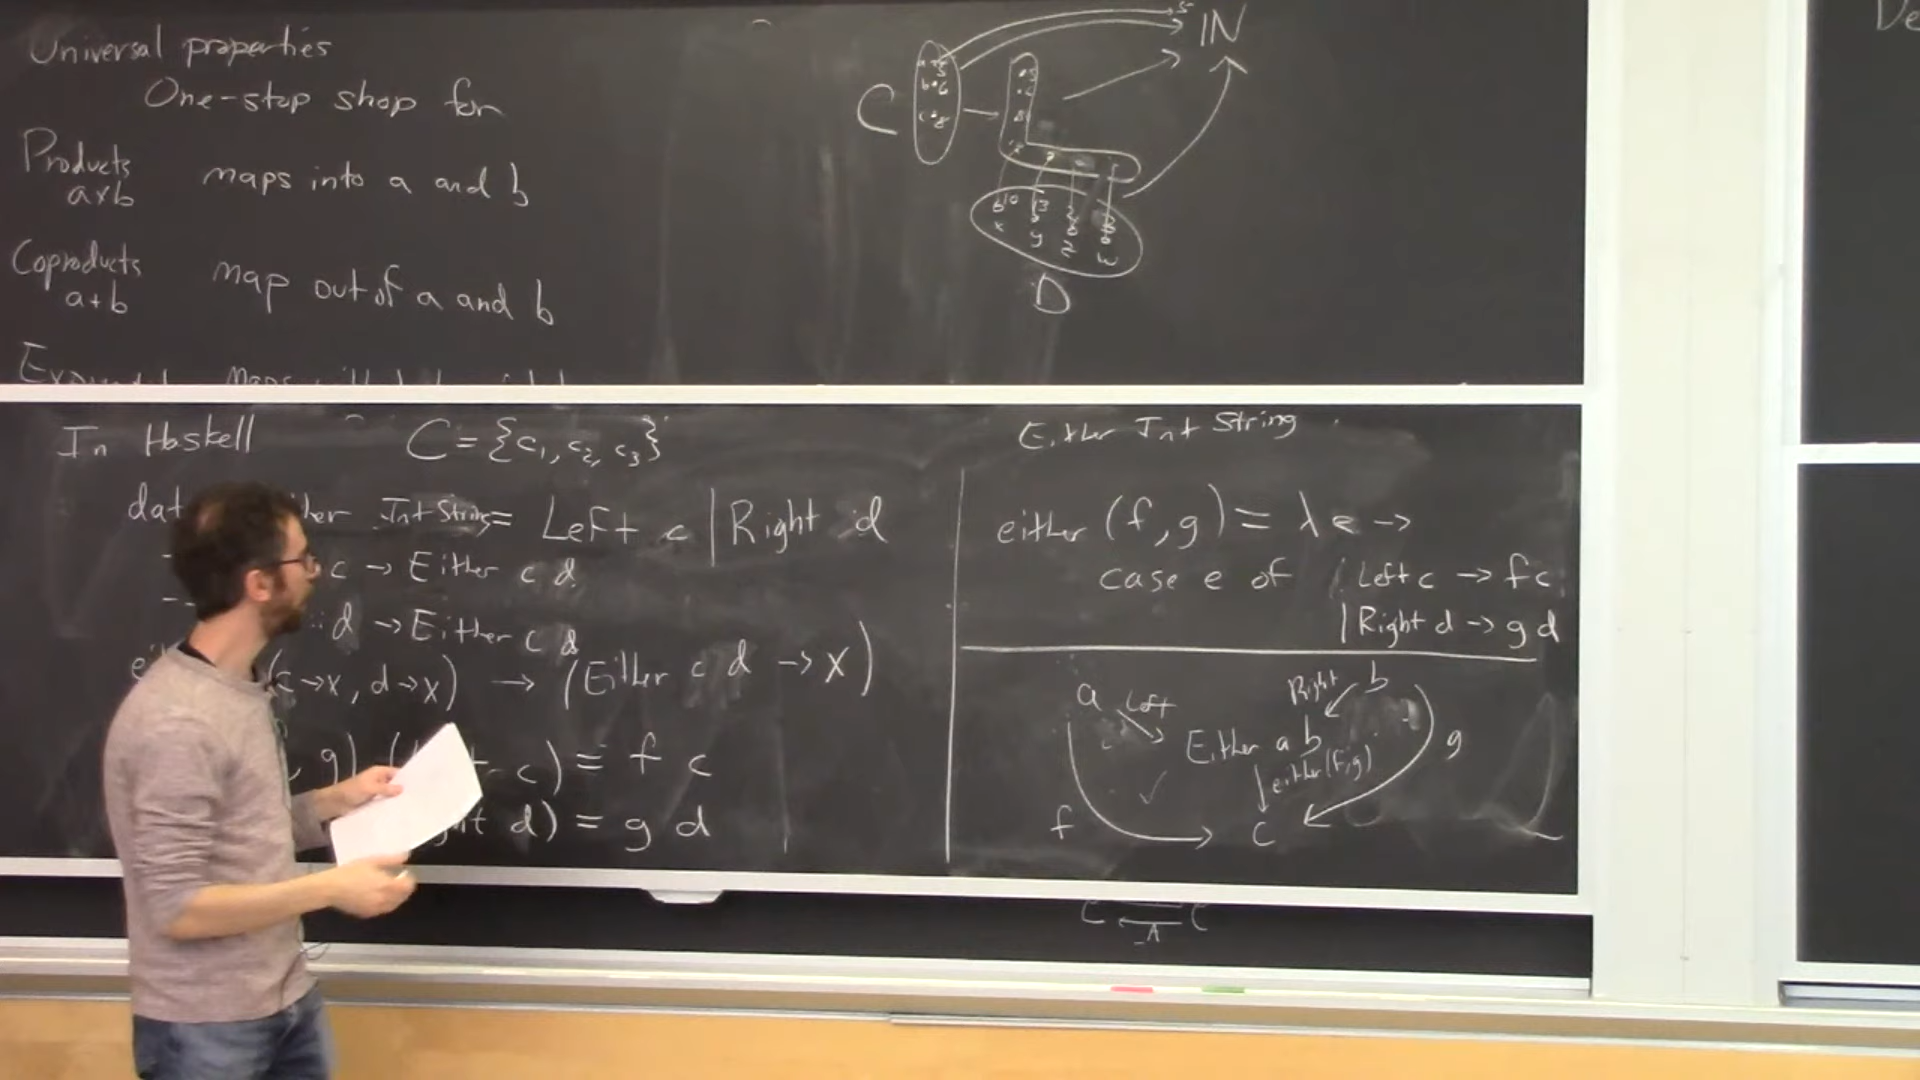 Universal properties
One-stop shop for
Products
a×b maps into a and b
Coproducts
a+b map out of a and b
C
ℕ
D
In Haskell C = {c₁, c₂, c₃}
Int String = Left c | Right d
c → Either c d
d → Either c d
(c→x, d→x) → (Either c d → X)
g) c) = f c
d) = g d
Either Int String
either (f, g) = λe →
case e of Left c → f c
| Right d → g d
a Left Right b
Either a b
either (f,g) g
f c